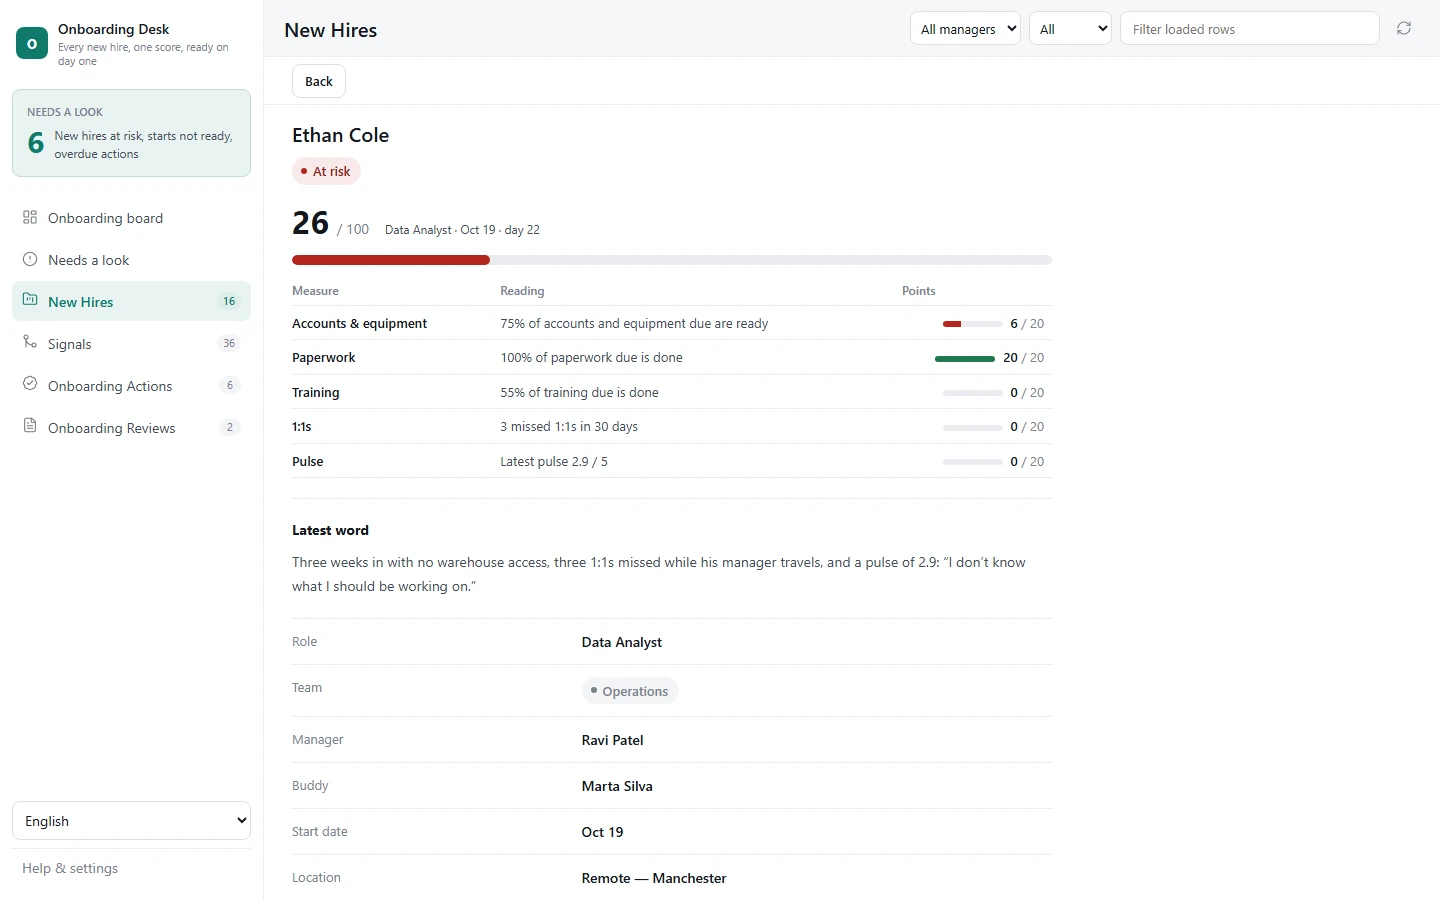 O
Onboarding Desk
Every new hire, one score, ready on
day one
NEEDS A LOOK
6
New hires at risk, starts not ready,
overdue actions
Onboarding board
Needs a look
New Hires 16
Signals 36
Onboarding Actions 6
Onboarding Reviews 2
English
Help & settings
New Hires
All managers
All
Filter loaded rows
Back
Ethan Cole
At risk
26 / 100 Data Analyst · Oct 19 · day 22
Measure Reading Points
Accounts & equipment 75% of accounts and equipment due are ready 6 / 20
Paperwork 100% of paperwork due is done 20 / 20
Training 55% of training due is done 0 / 20
1:1s 3 missed 1:1s in 30 days 0 / 20
Pulse Latest pulse 2.9 / 5 0 / 20
Latest word
Three weeks in with no warehouse access, three 1:1s missed while his manager travels, and a pulse of 2.9: “I don’t know
what I should be working on.”
Role Data Analyst
Team Operations
Manager Ravi Patel
Buddy Marta Silva
Start date Oct 19
Location Remote — Manchester